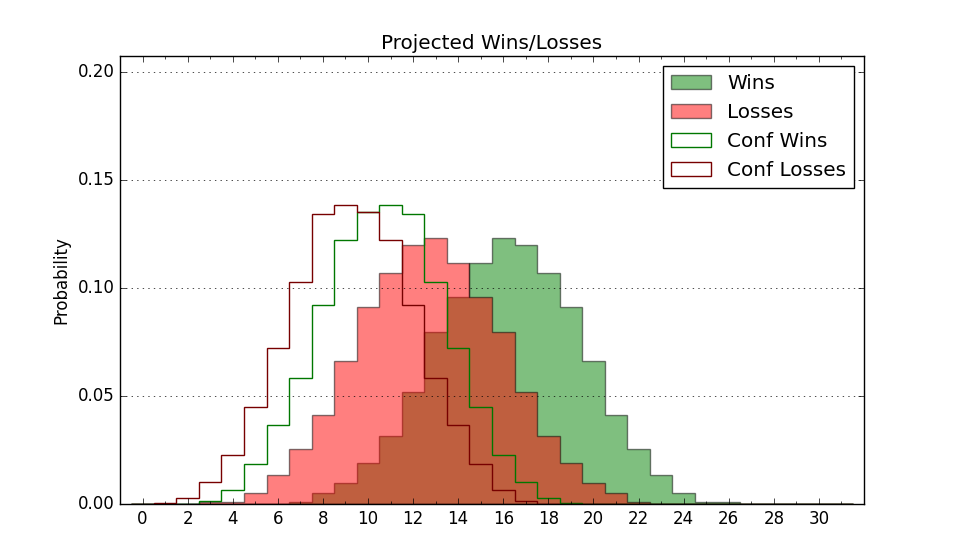 Projected Wins/Losses
Wins
Losses
Conf Wins
Conf Losses
Probability
0.20
0.15
0.10
0.05
0.00
0 2 4 6 8 10 12 14 16 18 20 22 24 26 28 30